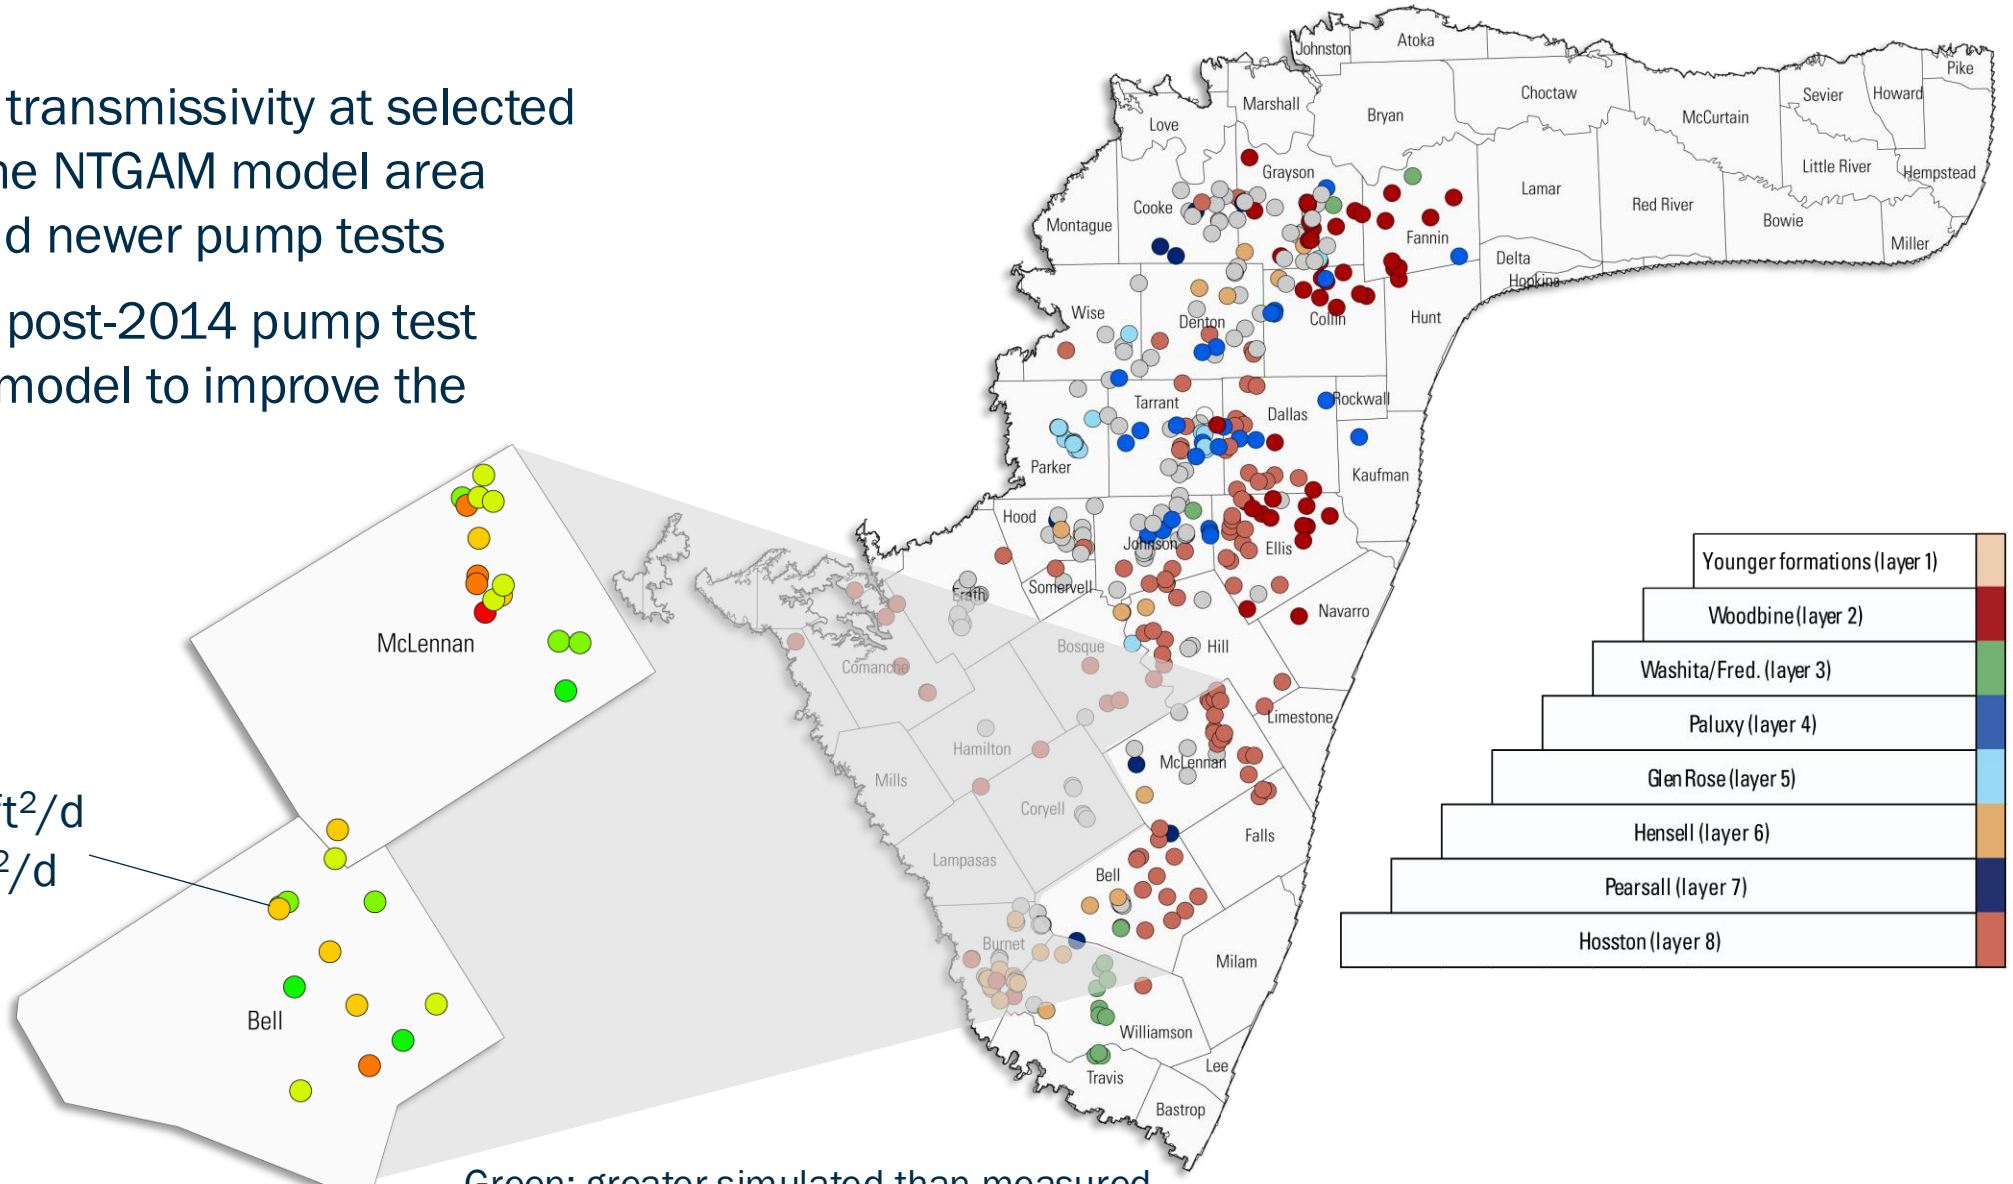 transmissivity at selected
he NTGAM model area
d newer pump tests
post-2014 pump test
model to improve the
ft²/d
²/d
McLennan
Bell
Johnston
Atoka
Pike
Marshall
Choctaw
Sevier
Howard
Love
Bryan
McCurtain
Little River
Hempstead
Grayson
Lamar
Cooke
Red River
Bowie
Montague
Fannin
Miller
Delta
Hopkins
Wise
Denton
Collin
Hunt
Tarrant
Dallas
Rockwall
Parker
Kaufman
Hood
Johnson
Ellis
Erath
Somervell
Navarro
Comanche
Bosque
Hill
Limestone
Hamilton
Mills
McLennan
Coryell
Falls
Lampasas
Bell
Burnet
Milam
Williamson
Travis
Lee
Bastrop
Younger formations (layer 1)
Woodbine (layer 2)
Washita/Fred. (layer 3)
Paluxy (layer 4)
Glen Rose (layer 5)
Hensell (layer 6)
Pearsall (layer 7)
Hosston (layer 8)
Green: greater simulated than measured